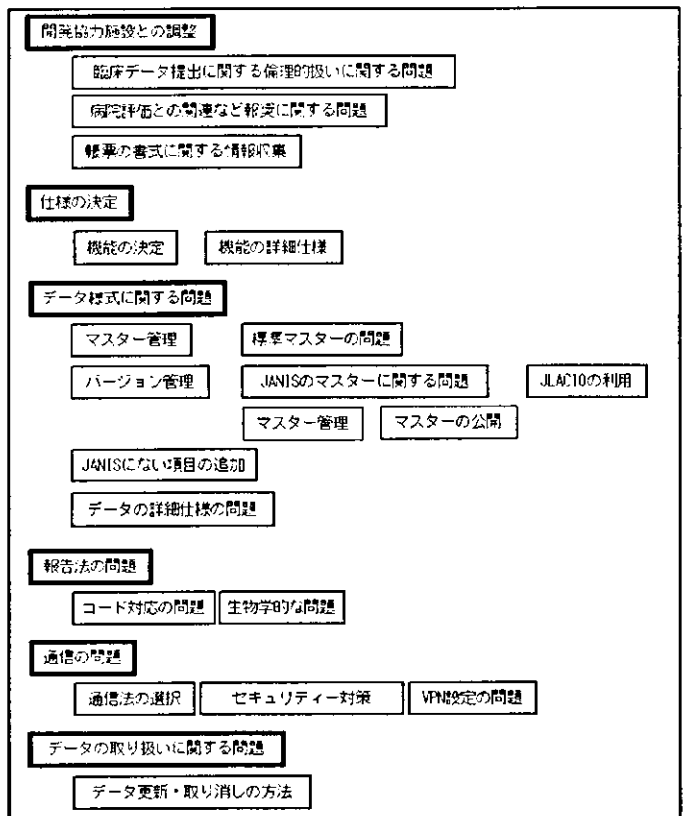 開発協力施設との調整
臨床データ提出に関する倫理的扱いに関する問題
病院評価との関連など報奨に関する問題
帳票の書式に関する情報収集
仕様の決定
機能の決定
機能の詳細仕様
データ様式に関する問題
マスター管理
標準マスターの問題
バージョン管理
JANISのマスターに関する問題
JLAC10の利用
マスター管理
マスターの公開
JANISにない項目の追加
データの詳細仕様の問題
報告法の問題
コード対応の問題
生物学的な問題
通信の問題
通信法の選択
セキュリティー対策
VPN設定の問題
データの取り扱いに関する問題
データ更新・取り消しの方法